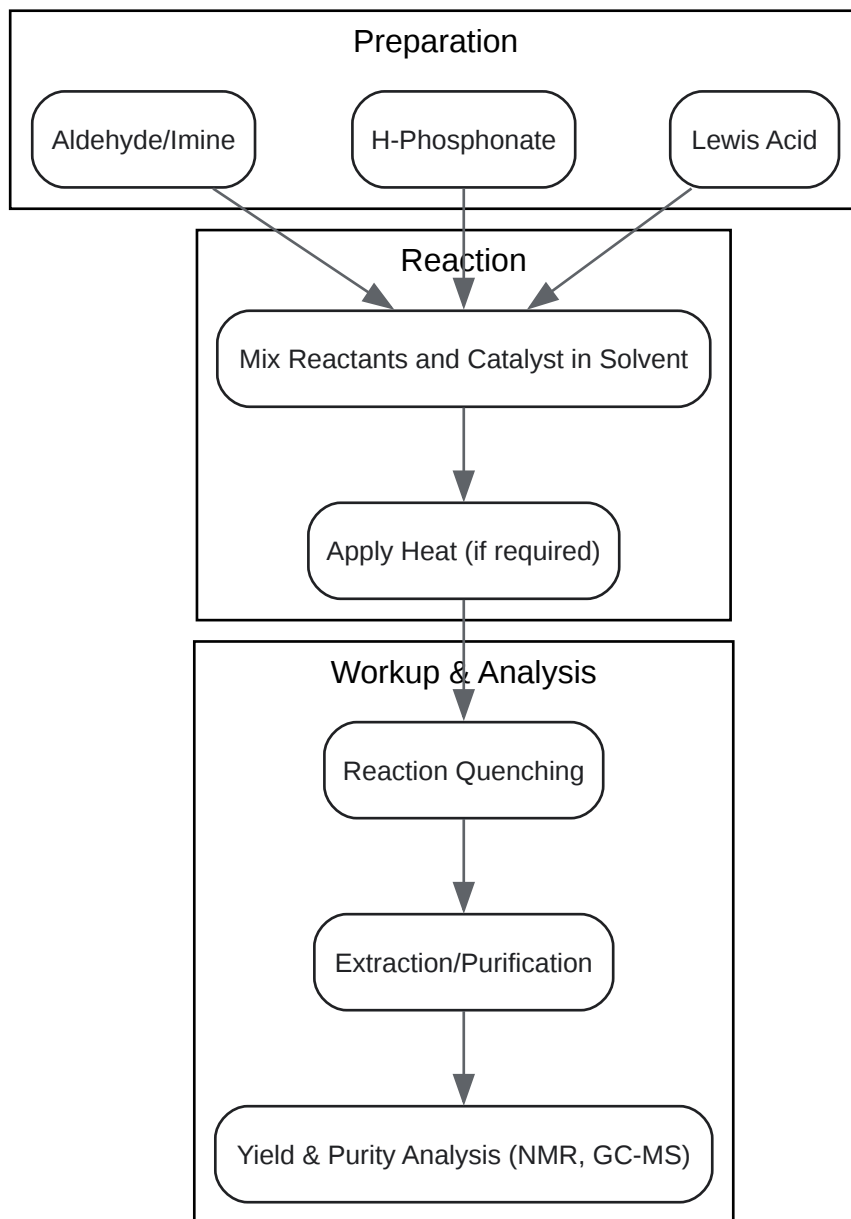 Preparation
Aldehyde/Imine
H-Phosphonate
Lewis Acid
Reaction
Mix Reactants and Catalyst in Solvent
Apply Heat (if required)
Workup & Analysis
Reaction Quenching
Extraction/Purification
Yield & Purity Analysis (NMR, GC-MS)